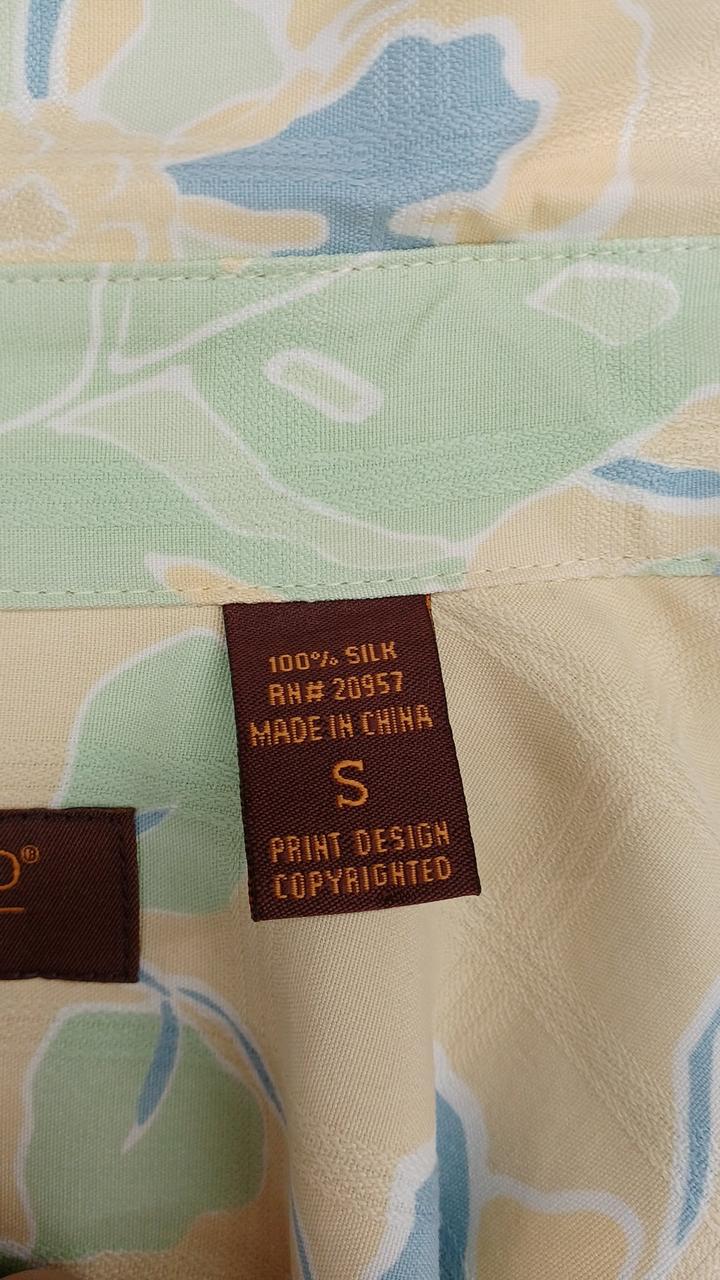 100% SILK
RN# 20957
MADE IN CHINA
S
PRINT DESIGN
COPYRIGHTED
®